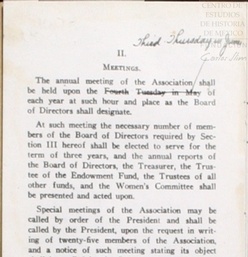 CENTRO DE
ESTUDIOS
DE HISTORIA
DE MEXICO
Third Thursday in June
II.
MEETINGS.
The annual meeting of the Association shall
be held upon the Fourth Tuesday in May of
each year at such hour and place as the Board
of Directors shall designate.
At such meeting the necessary number of mem-
bers of the Board of Directors required by Sec-
tion III hereof shall be elected to serve for the
term of three years, and the annual reports of
the Board of Directors, the Treasurer, the Trus-
tee of the Endowment Fund, the Trustees of all
other funds, and the Women's Committee shall
be presented and acted upon.
Special meetings of the Association may be
called by order of the President and shall be
called by the President, upon the request in writ-
ing of twenty-five members of the Association,
and a notice of such meeting stating its object